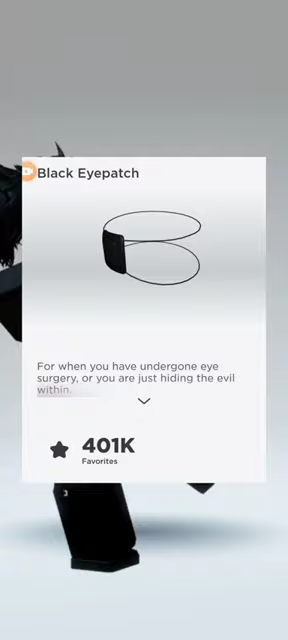 Black Eyepatch
For when you have undergone eye
surgery, or you are just hiding the evil
within.
401K
Favorites